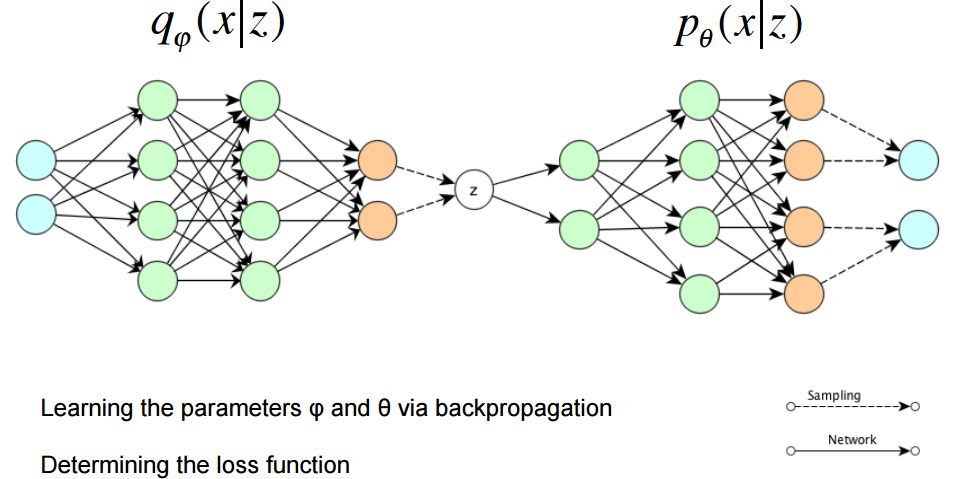 qφ(x|z)
pθ(x|z)
z
Learning the parameters φ and θ via backpropagation
Sampling
Network
Determining the loss function